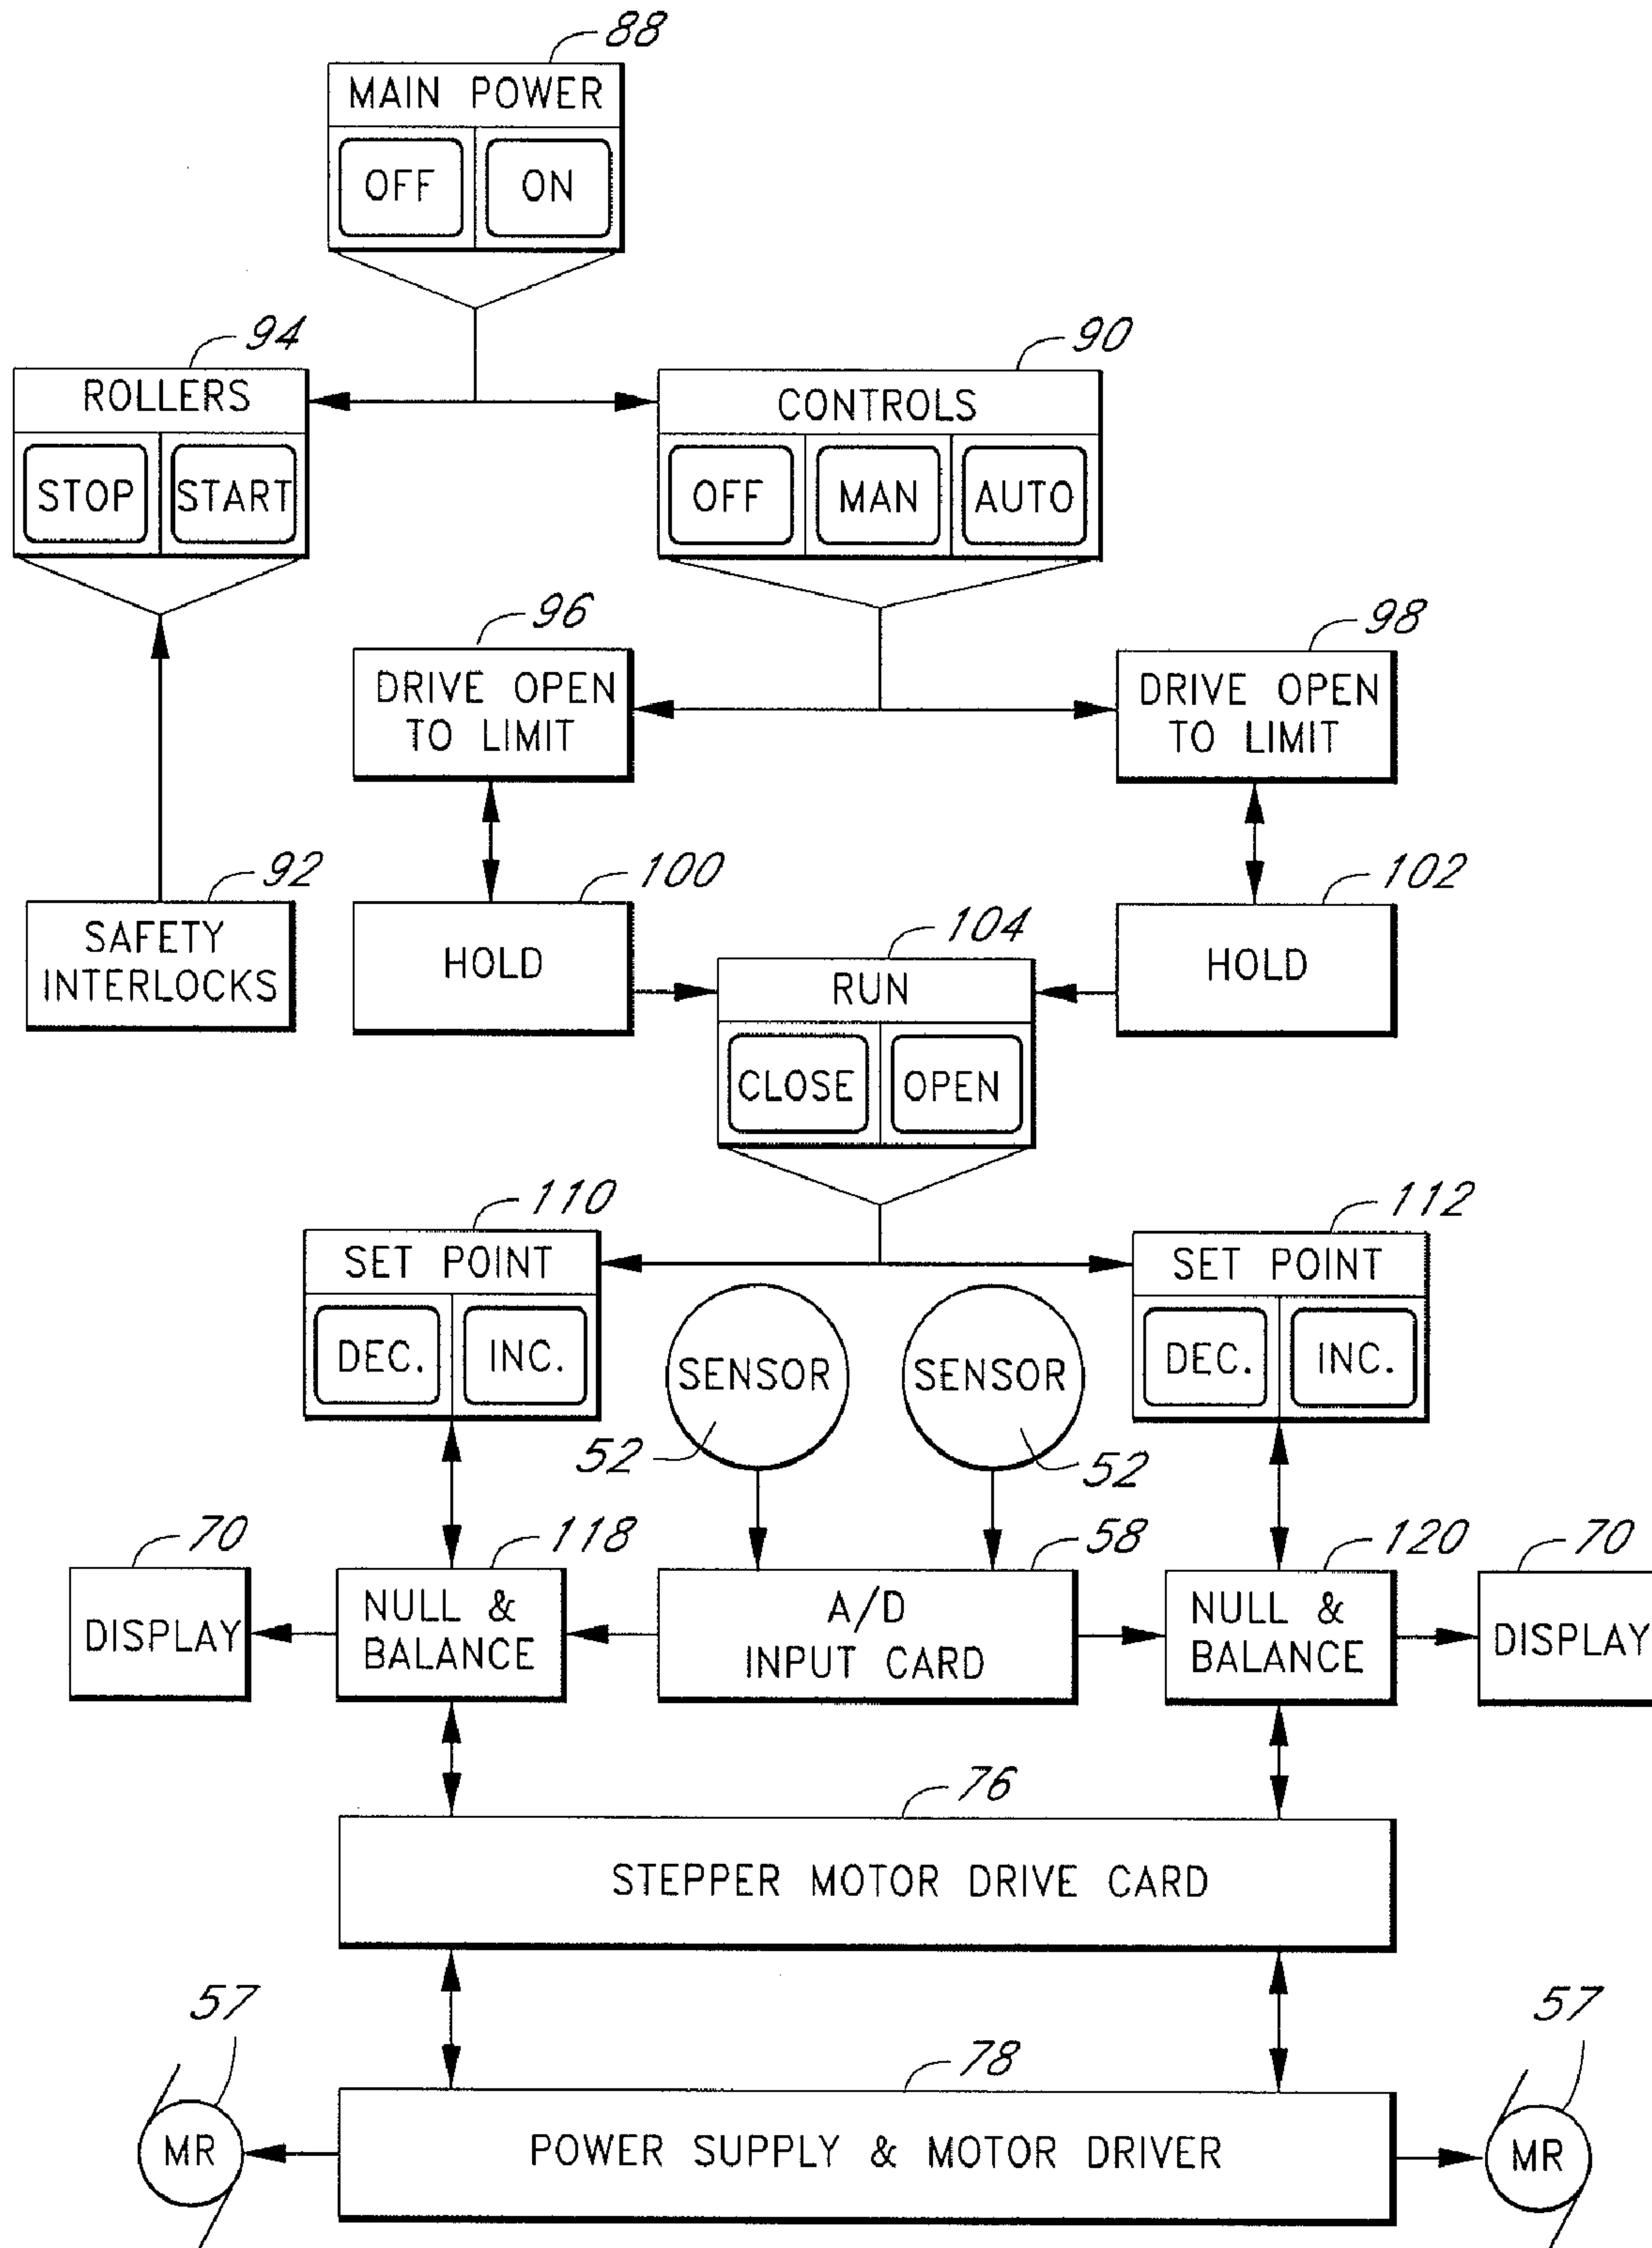 88
MAIN POWER
OFF ON
94
90
ROLLERS
CONTROLS
STOP START
OFF MAN AUTO
96
98
DRIVE OPEN
TO LIMIT
DRIVE OPEN
TO LIMIT
92
100
102
SAFETY
INTERLOCKS
HOLD
104
HOLD
RUN
CLOSE OPEN
110
112
SET POINT
SET POINT
DEC. INC.
SENSOR
SENSOR
DEC. INC.
52
52
70
118
58
120
70
DISPLAY
NULL &
BALANCE
A/D
INPUT CARD
NULL &
BALANCE
DISPLAY
76
STEPPER MOTOR DRIVE CARD
57
57
78
MR
POWER SUPPLY & MOTOR DRIVER
MR